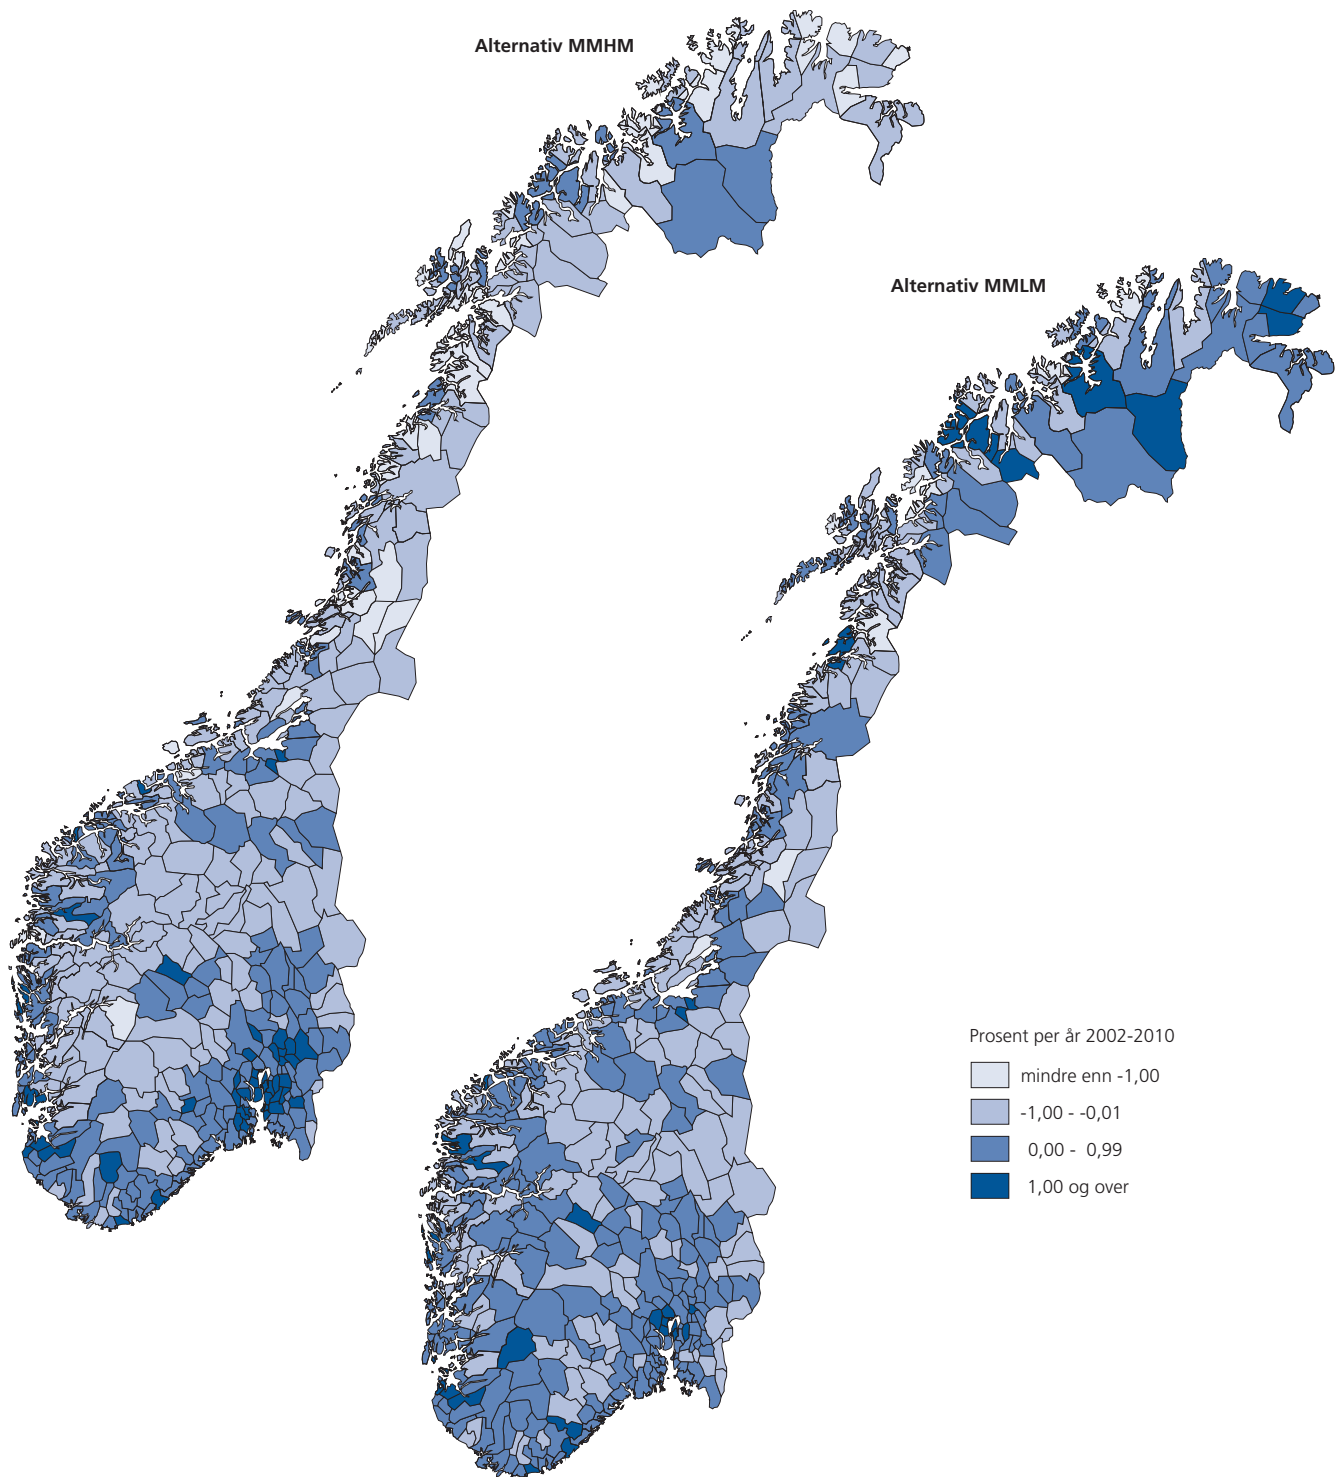 Alternativ MMHM
Alternativ MMLM
Prosent per år 2002-2010
mindre enn -1,00
-1,00 - -0,01
0,00 - 0,99
1,00 og over